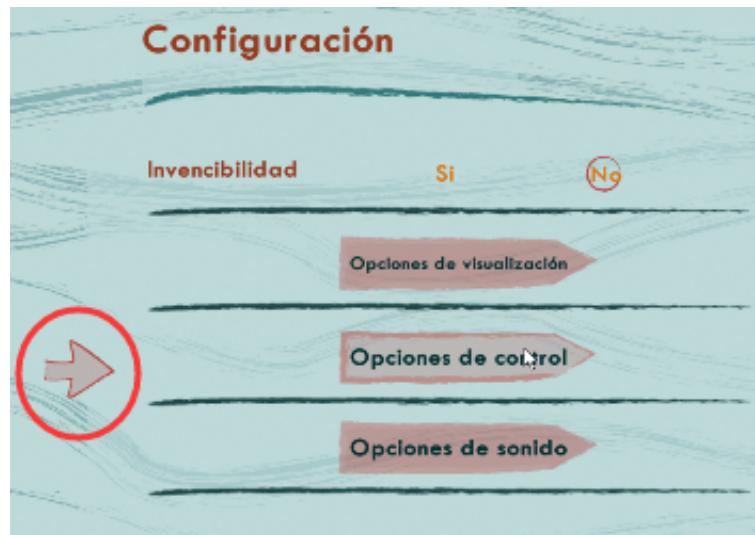 Configuración
Invencibilidad Si No
Opciones de visualización
Opciones de control
Opciones de sonido